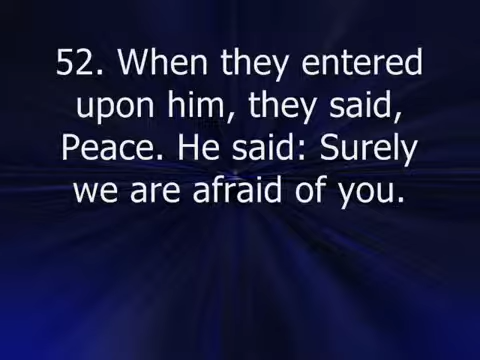 52. When they entered
upon him, they said,
Peace. He said: Surely
we are afraid of you.